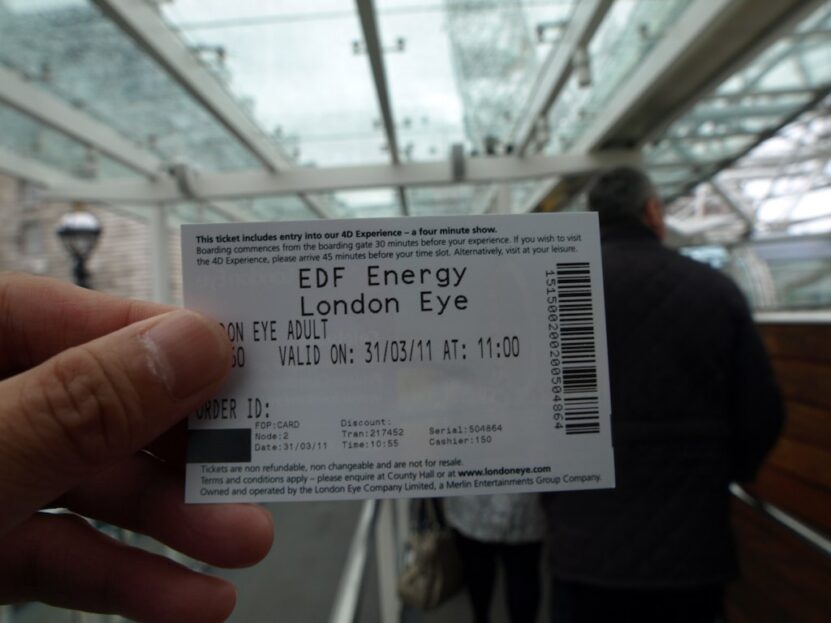 This ticket includes entry into our 4D Experience – a four minute show.
Boarding commences from the boarding gate 30 minutes before your experience. If you wish to visit
the 4D Experience, please arrive 45 minutes before your time slot. Alternatively, visit at your leisure.
EDF Energy
London Eye
DON EYE ADULT
VALID ON: 31/03/11 AT: 11:00
ORDER ID:
FOP:CARD Discount:
Node:2 Tran:217452 Serial:504864
Date:31/03/11 Time:10:55 Cashier:150
Tickets are non refundable, non changeable and are not for resale.
Terms and conditions apply – please enquire at County Hall or at www.londoneye.com
Owned and operated by the London Eye Company Limited, a Merlin Entertainments Group Company.
151500200200504864